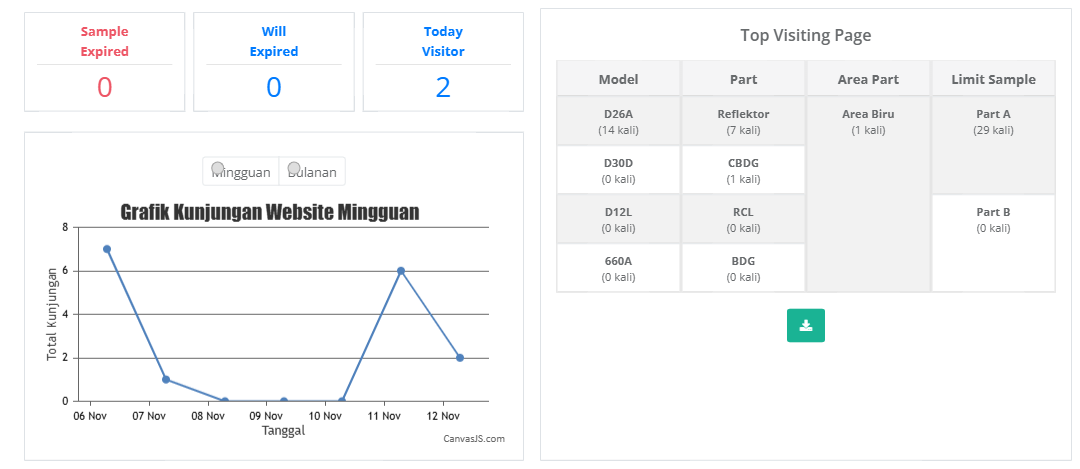 Sample
Expired
0
Will
Expired
0
Today
Visitor
2
Mingguan
Bulanan
Grafik Kunjungan Website Mingguan
Total Kunjungan
8
6
4
2
0
06 Nov 07 Nov 08 Nov 09 Nov 10 Nov 11 Nov 12 Nov
Tanggal
CanvasJS.com
Top Visiting Page
Model Part Area Part Limit Sample
D26A Reflektor Area Biru Part A
(14 kali) (7 kali) (1 kali) (29 kali)
D30D CBDG
(0 kali) (1 kali)
D12L RCL Part B
(0 kali) (0 kali) (0 kali)
660A BDG
(0 kali) (0 kali)